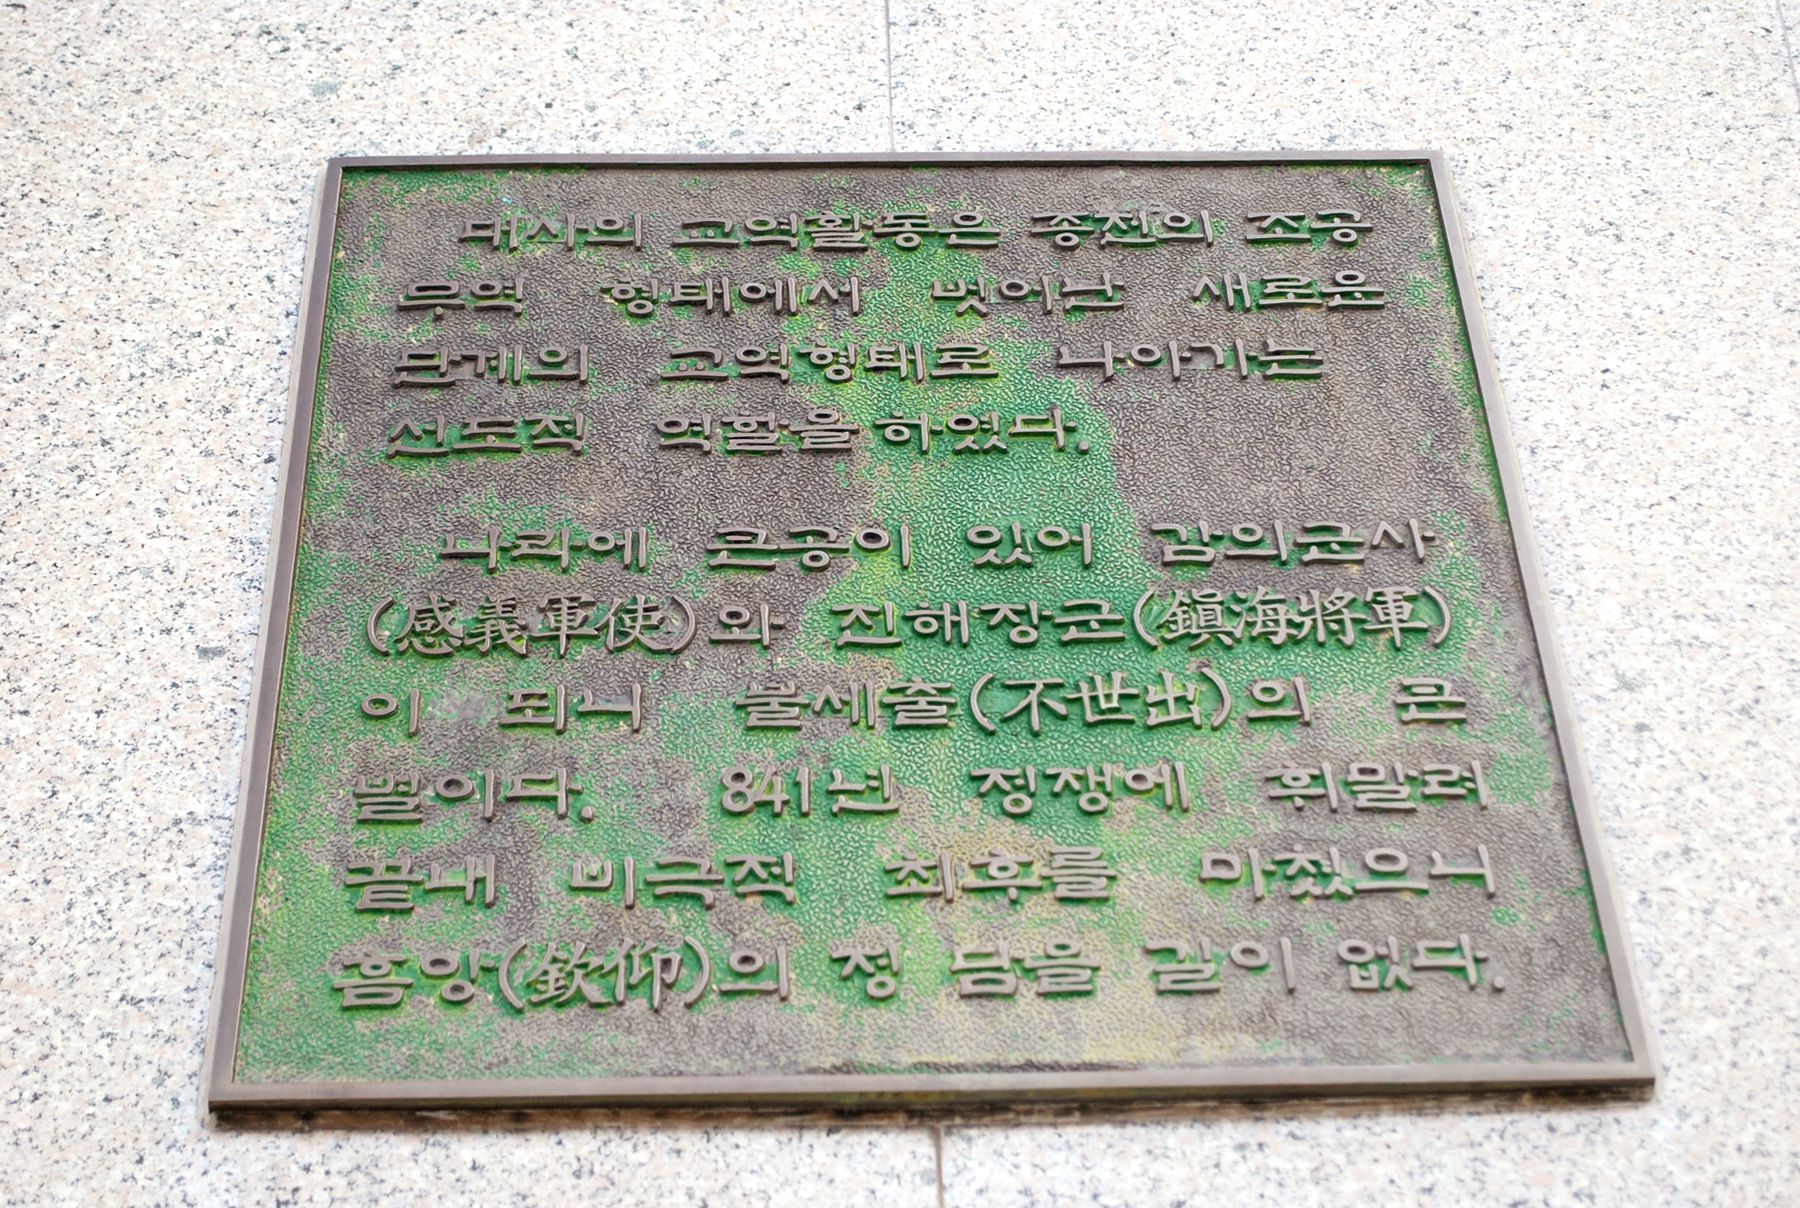 대사의 교역활동은 종전의 조공
무역 형태에서 벗어난 새로운
단계의 교역형태로 나아가는
선도적 역할을 하였다.
나라에 큰공이 있어 감의군사
(感義軍使)와 진해장군(鎭海將軍)
이 되니 불세출(不世出)의 큰
별이다. 841년 정쟁에 휘말려
끝내 비극적 최후를 마쳤으니
흠앙(欽仰)의 정 담을 길이 없다.